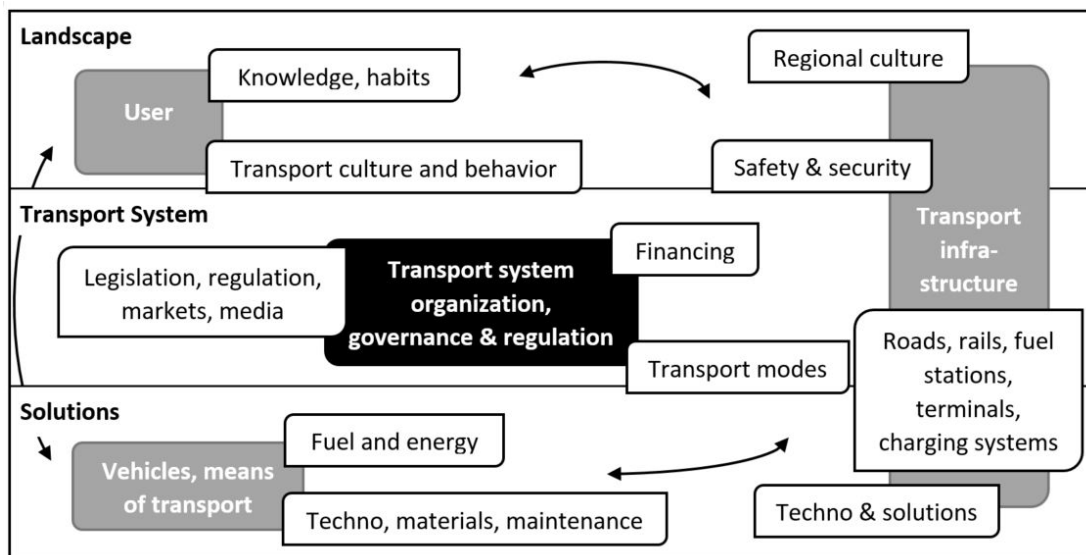 Landscape
Regional culture
Knowledge, habits
User
Transport culture and behavior
Safety & security
Transport System
Transport
infra-
structure
Financing
Legislation, regulation,
markets, media
Transport system
organization,
governance & regulation
Transport modes
Roads, rails, fuel
stations,
terminals,
charging systems
Solutions
Fuel and energy
Vehicles, means
of transport
Techno, materials, maintenance
Techno & solutions